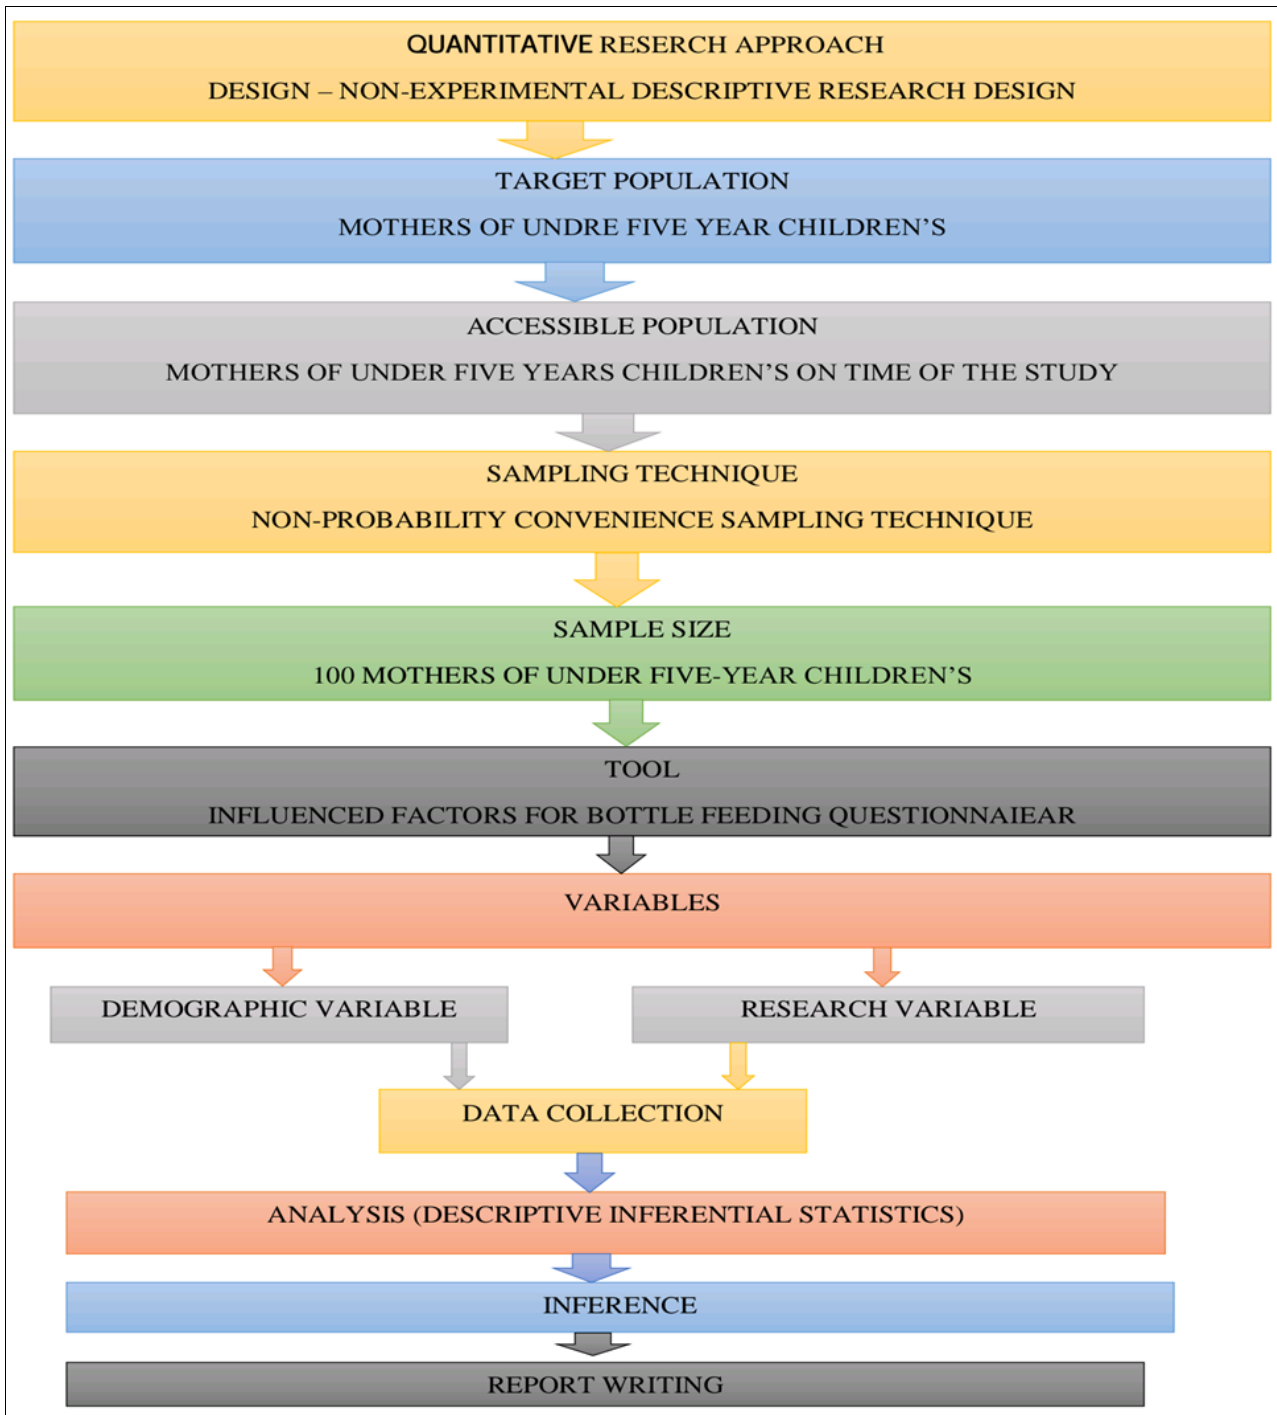 QUANTITATIVE RESERCH APPROACH
DESIGN – NON-EXPERIMENTAL DESCRIPTIVE RESEARCH DESIGN
TARGET POPULATION
MOTHERS OF UNDRE FIVE YEAR CHILDREN’S
ACCESSIBLE POPULATION
MOTHERS OF UNDER FIVE YEARS CHILDREN’S ON TIME OF THE STUDY
SAMPLING TECHNIQUE
NON-PROBABILITY CONVENIENCE SAMPLING TECHNIQUE
SAMPLE SIZE
100 MOTHERS OF UNDER FIVE-YEAR CHILDREN’S
TOOL
INFLUENCED FACTORS FOR BOTTLE FEEDING QUESTIONNAIEAR
VARIABLES
DEMOGRAPHIC VARIABLE
RESEARCH VARIABLE
DATA COLLECTION
ANALYSIS (DESCRIPTIVE INFERENTIAL STATISTICS)
INFERENCE
REPORT WRITING